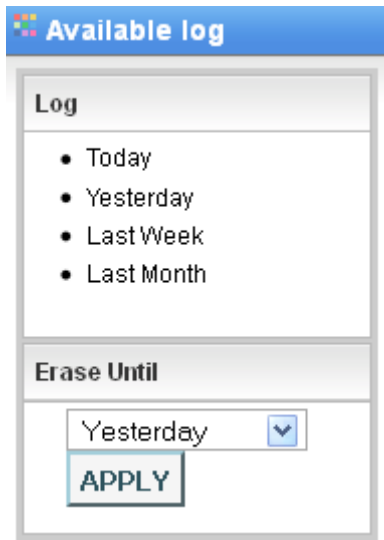 Available log
Log
Today
Yesterday
Last Week
Last Month
Erase Until
Yesterday
APPLY